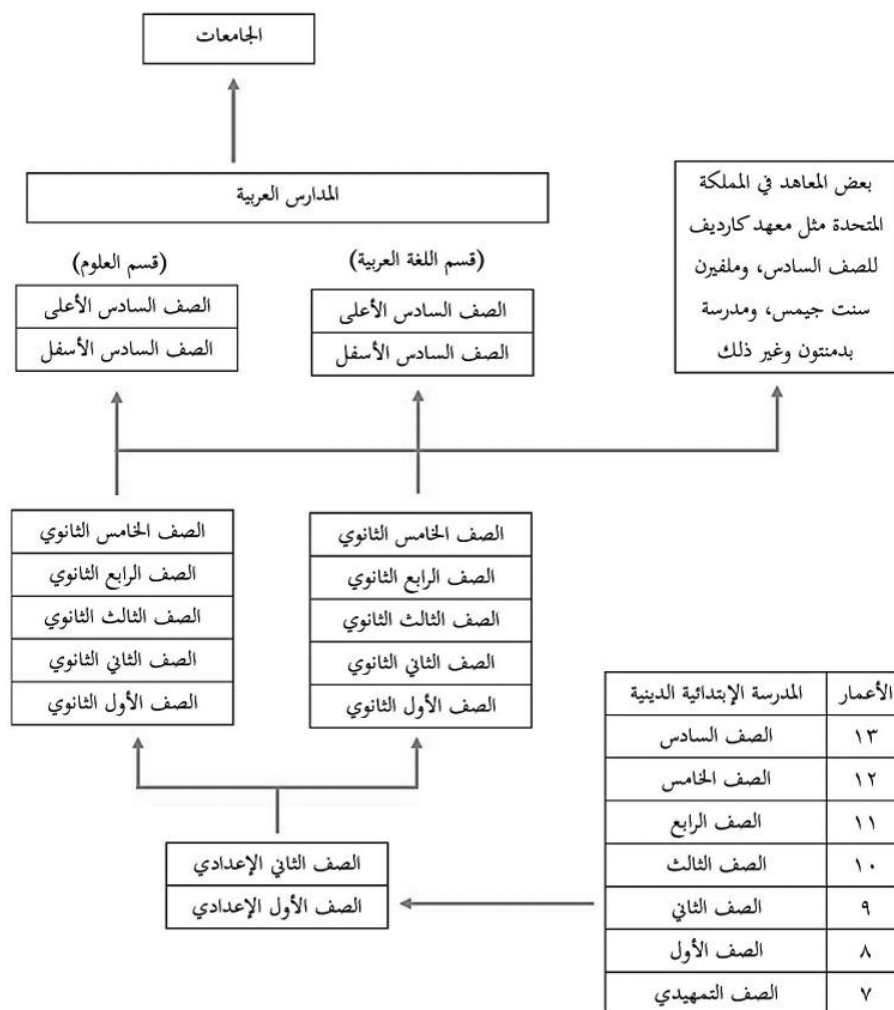 الجامعات
المدارس العربية
بعض المعاهد في المملكة
المتحدة مثل معهد كارديف
للصف السادس، وملفيرن
سنت جيمس، ومدرسة
بدمنتون وغير ذلك
(قسم اللغة العربية)
الصف السادس الأعلى
الصف السادس الأسفل
(قسم العلوم)
الصف السادس الأعلى
الصف السادس الأسفل
الصف الخامس الثانوي
الصف الرابع الثانوي
الصف الثالث الثانوي
الصف الثاني الثانوي
الصف الأول الثانوي
الصف الخامس الثانوي
الصف الرابع الثانوي
الصف الثالث الثانوي
الصف الثاني الثانوي
الصف الأول الثانوي
الأعمار المدرسة الإبتدائية الدينية
١٣ الصف السادس
١٢ الصف الخامس
١١ الصف الرابع
١٠ الصف الثالث
٩ الصف الثاني
٨ الصف الأول
٧ الصف التمهيدي
الصف الثاني الإعدادي
الصف الأول الإعدادي